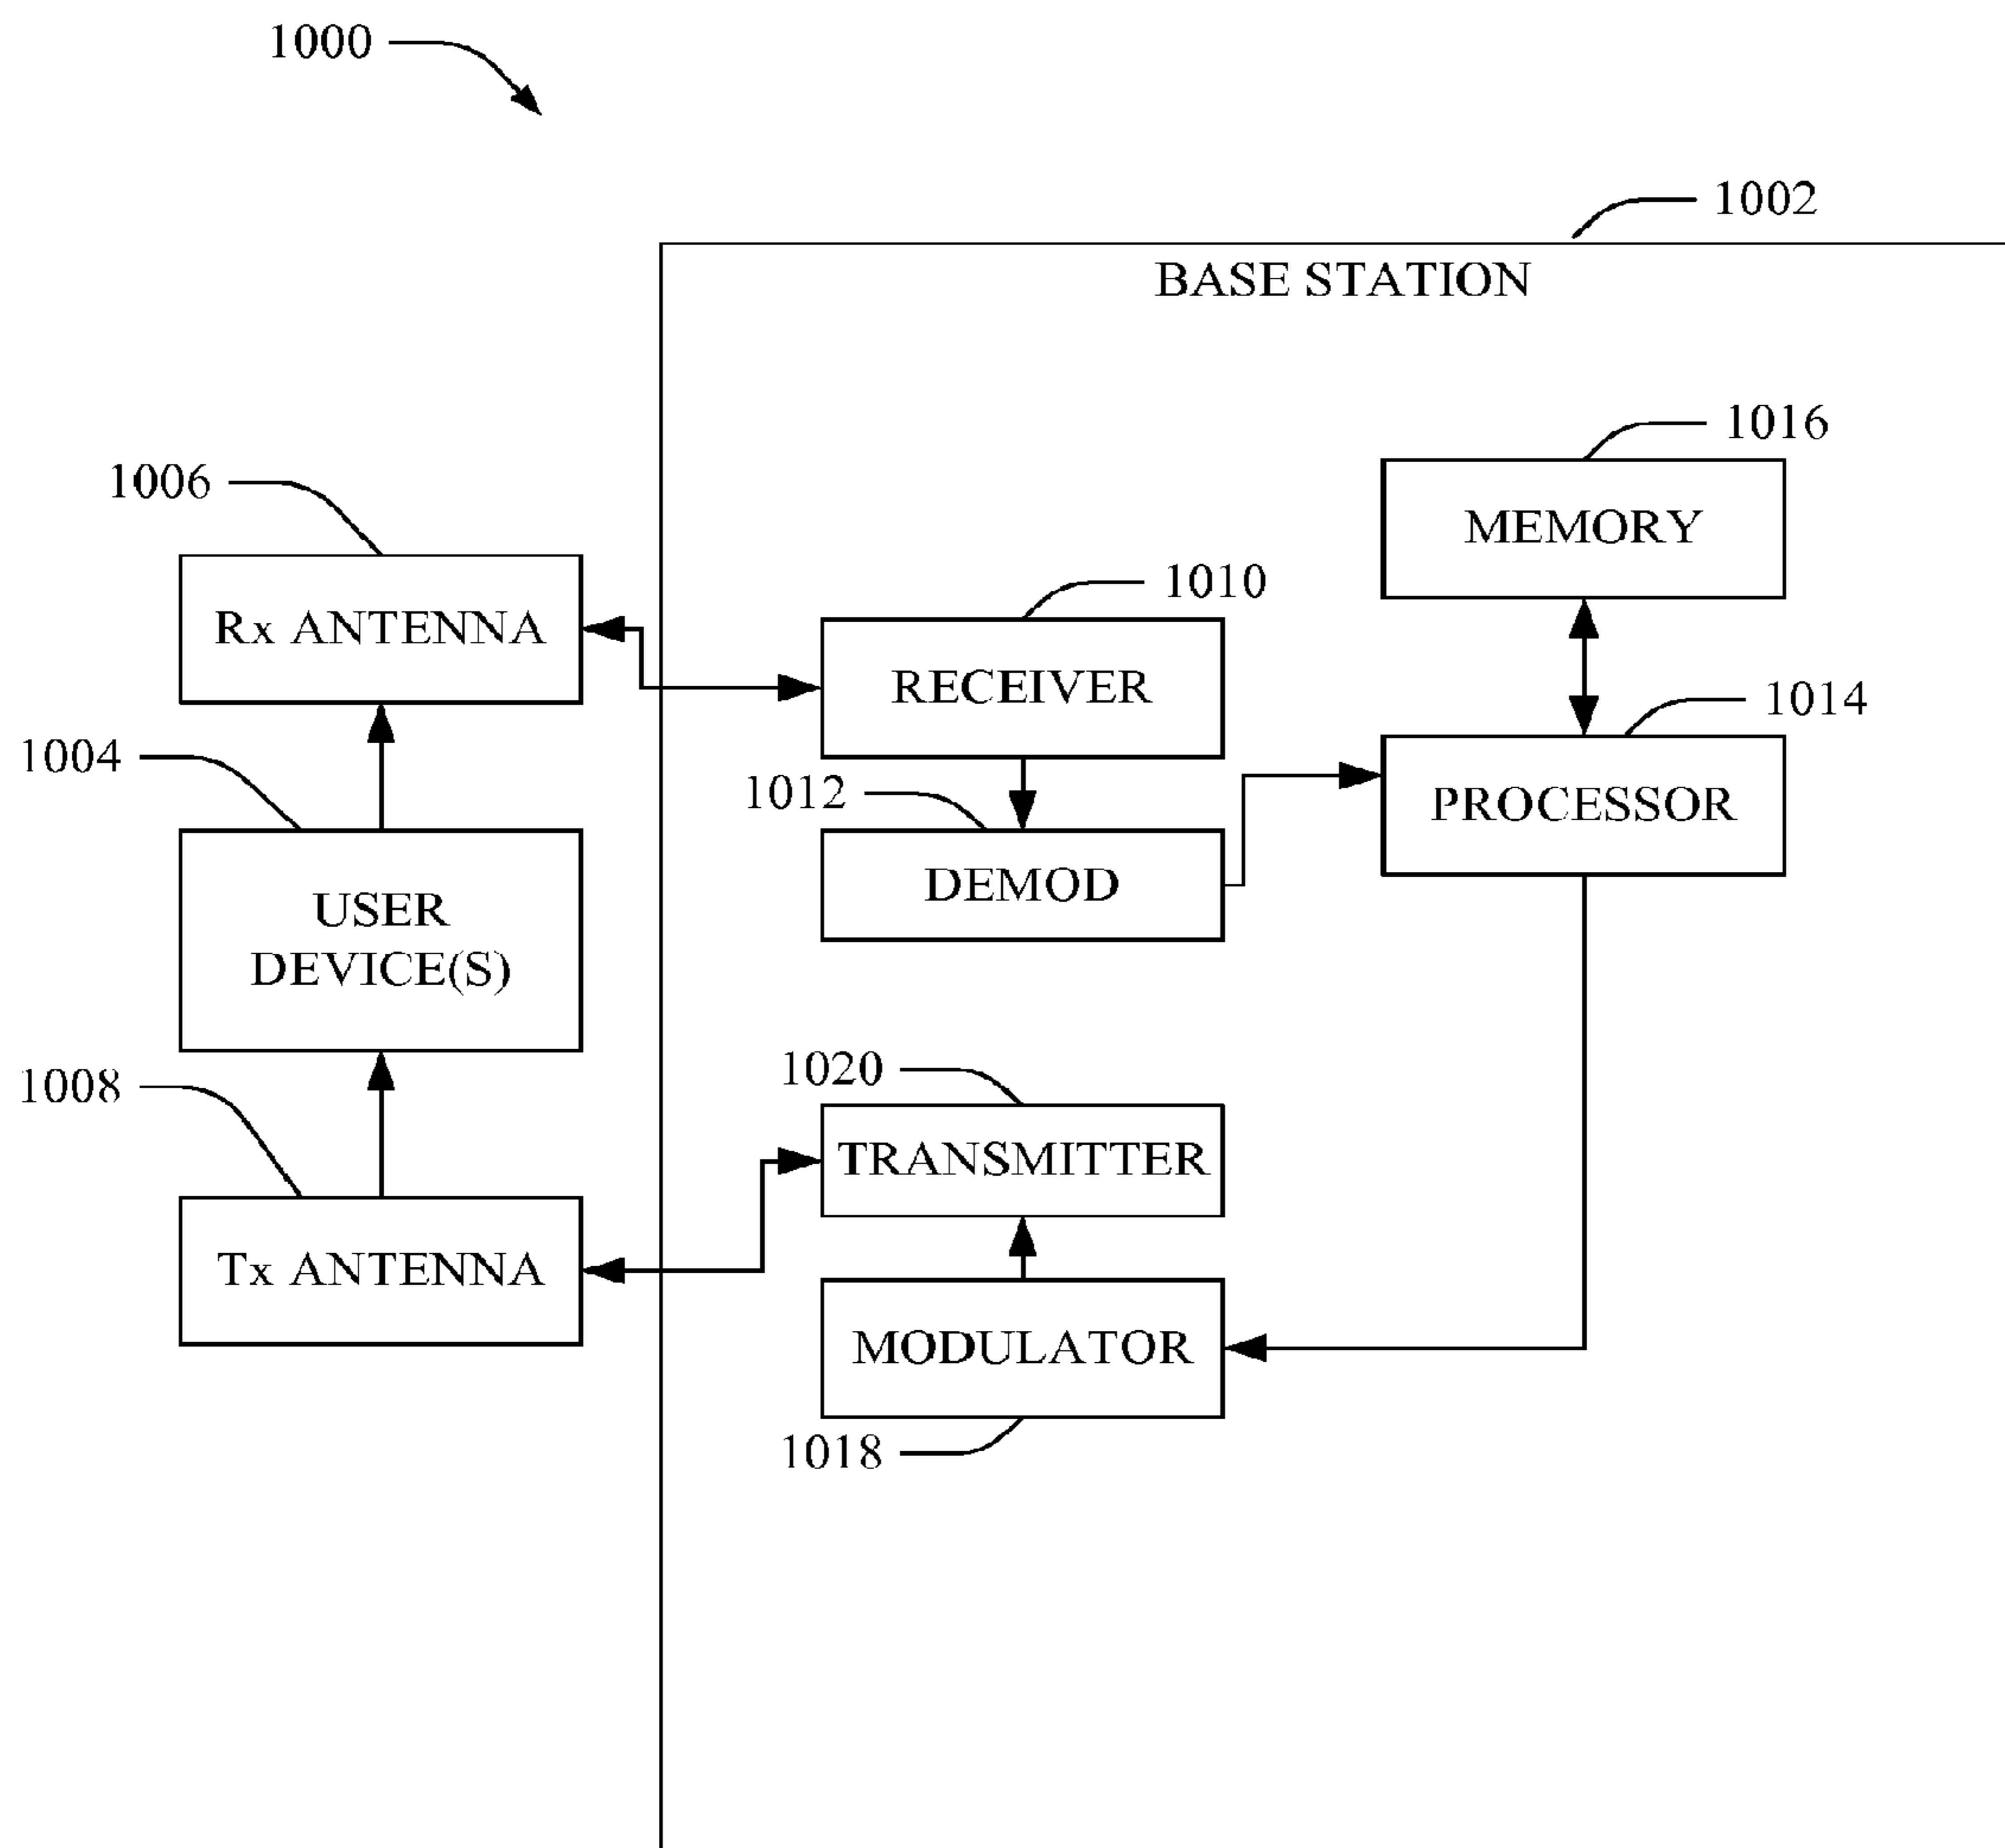 1000
1002
BASE STATION
1016
MEMORY
1006
Rx ANTENNA
1010
RECEIVER
1014
PROCESSOR
1004
USER
DEVICE(S)
1012
DEMOD
1020
TRANSMITTER
1008
Tx ANTENNA
MODULATOR
1018